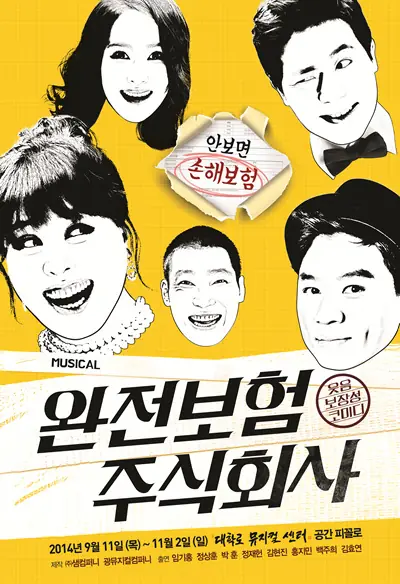 안보면
손해보험
MUSICAL
완전보험
주식회사
웃음
보장성
코미디
2014년 9월 11일(목) ~ 11월 2일(일) 대학로 뮤지컬 센터 공간 피꼴로
제작 ㈜샘컴퍼니 광뮤지컬컴퍼니 출연 임기홍 정상훈 박 훈 정재헌 김현진 홍지민 백주희 김효연